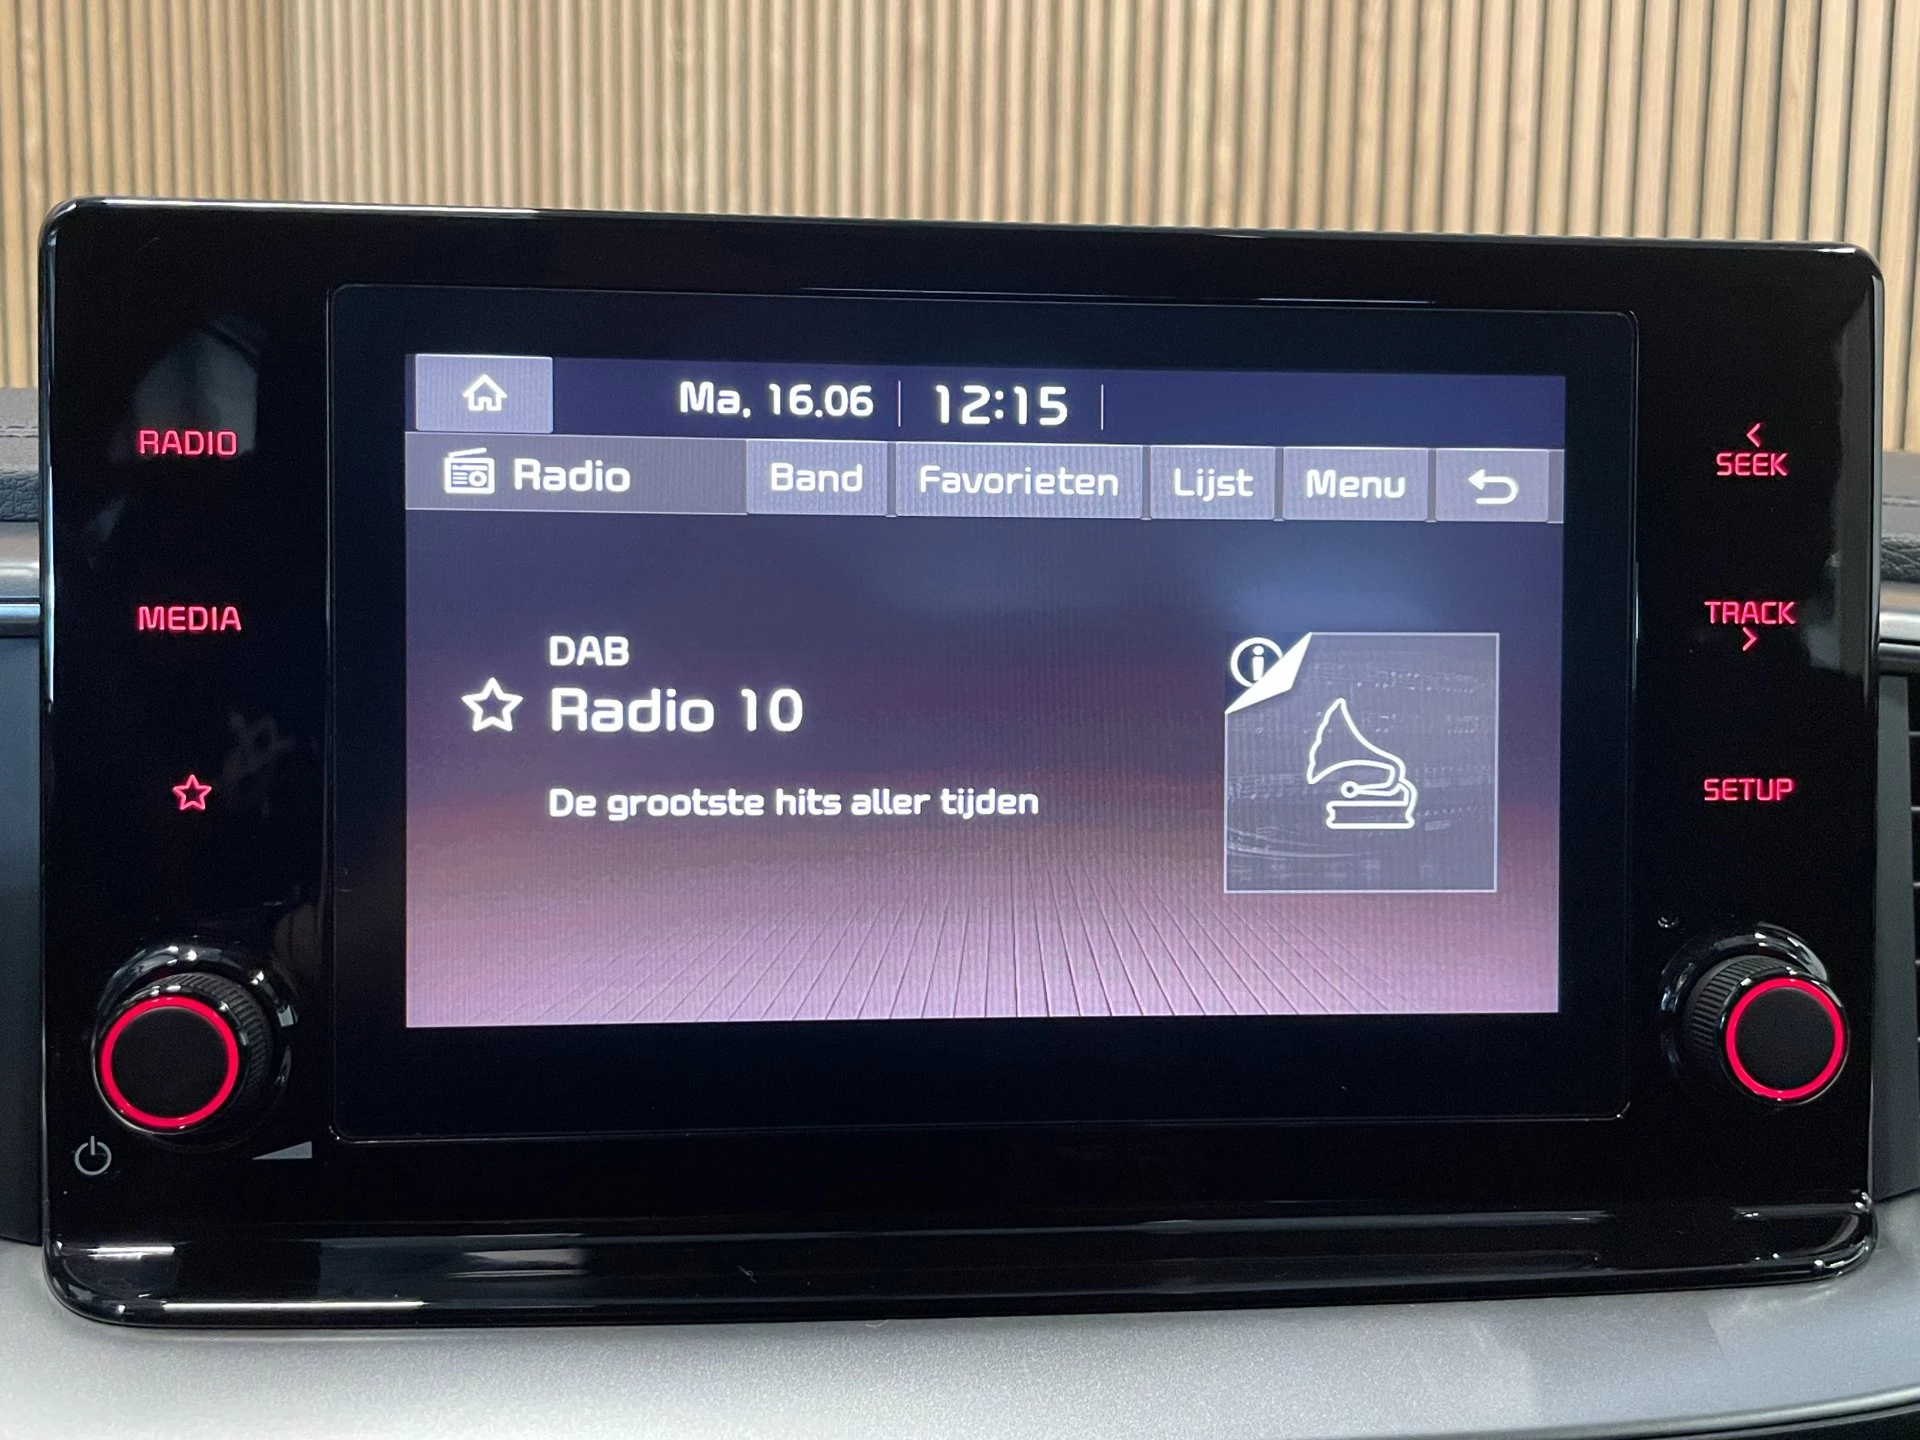 Ma, 16.06 12:15
Radio Band Favorieten Lijst Menu
DAB
Radio 10
De grootste hits aller tijden
RADIO
MEDIA
< SEEK
TRACK >
SETUP